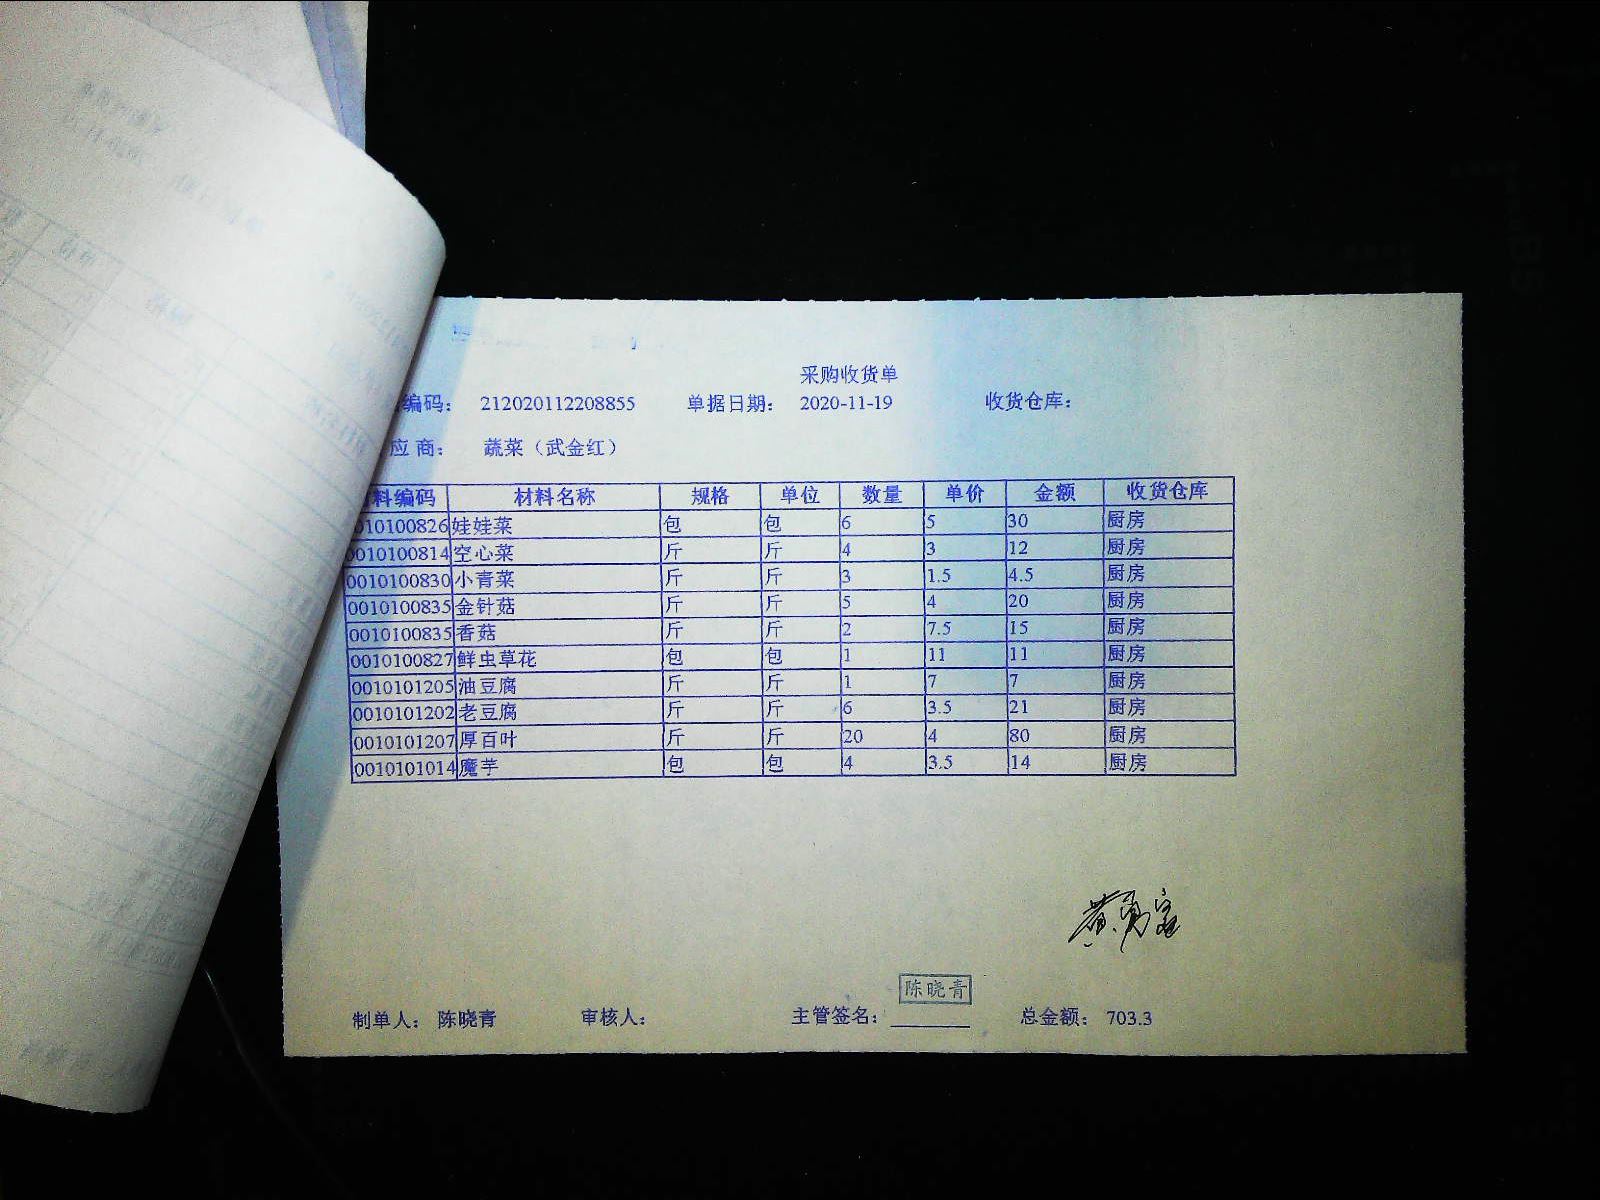 采购收货单
编码： 212020112208855 单据日期： 2020-11-19 收货仓库：
应商： 蔬菜（武金红）
料编码 材料名称 规格 单位 数量 单价 金额 收货仓库
010100826 娃娃菜 包 包 6 5 30 厨房
0010100814 空心菜 斤 斤 4 3 12 厨房
0010100830 小青菜 斤 斤 3 1.5 4.5 厨房
0010100835 金针菇 斤 斤 5 4 20 厨房
0010100835 香菇 斤 斤 2 7.5 15 厨房
0010100827 鲜虫草花 包 包 1 11 11 厨房
0010101205 油豆腐 斤 斤 1 7 7 厨房
0010101202 老豆腐 斤 斤 6 3.5 21 厨房
0010101207 厚百叶 斤 斤 20 4 80 厨房
0010101014 魔芋 包 包 4 3.5 14 厨房
陈晓青
制单人： 陈晓青 审核人： 主管签名： 总金额： 703.3